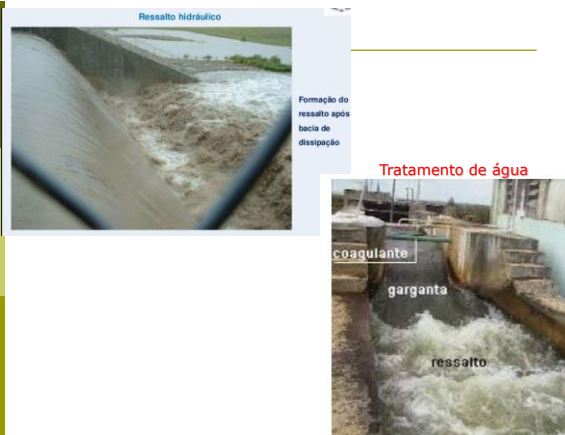 Ressalto hidráulico
Formação do
ressalto após
bacia de
dissipação
Tratamento de água
coagulante
garganta
ressalto